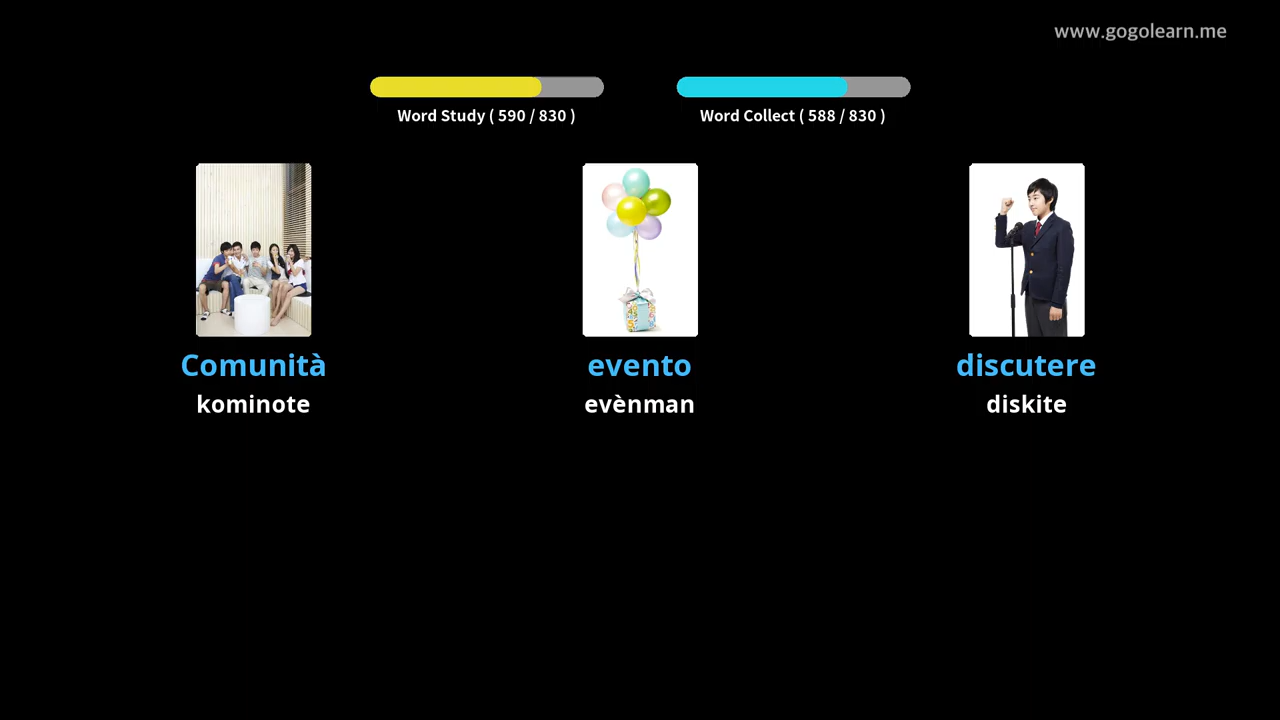 www.gogolearn.me
Word Study ( 590 / 830 )
Word Collect ( 588 / 830 )
Comunità
kominote
evento
evènman
discutere
diskite